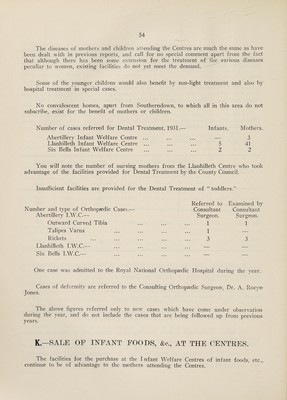 54
The diseases of mothers and children attending the Centres are much the same as have
been dealt with in previous reports, and call for no special comment apart from the fact
that although there has been some extension for the treatment of the various diseases
peculiar to women, existing facilities do not yet meet the demand.
Some of the younger children would also benefit by sun-light treatment and also by
hospital treatment in special cases.
No convalescent homes, apart from Southerndown, to which all in this area do not
subscribe, exist for the benefit of mothers or children.
Number of cases referred for Dental Treatment, 1931.— Infants. Mothers.
Abertillery Infant Welfare Centre ... ... ... — 3
Llanhilleth Infant Welfare Centre ... ... ... 5 41
Six Bells Infant Welfare Centre ... ... ... 2 2
You will note the number of nursing mothers from the Llanhilleth Centre who took
advantage of the facilities provided for Dental Treatment by the County Council.
Insufficient facilities are provided for the Dental Treatment of "toddlers."
Referred to Examined by
Number and type of Orthopædic Cases:— Consultant Consultant
Abertillery I.W.C.— Surgeon. Surgeon.
Outward Curved Tibia ... ... ... 1 1
Talipes Varus ... ... ... ... 1 —
Rickets ... ... ... ... ... 3 3
Llanhilleth I.W.C.— ... ... ... ... — —
Six Bells I.W.C.— ... ... ... ... — —
One case was admitted to the Royal National Orthopædic Hospital during the year.
Cases of deformity are referred to the Consulting Orthopædic Surgeon, Dr. A. Rocyn
Jones.
The above figures referred only to new cases which have come under observation
during the year, and do not include the cases that are being followed up from previous
years.
K.—SALE OF INFANT FOODS, &c., AT THE CENTRES.
The facilities for the purchase at the Infant Welfare Centres of infant foods, etc.,
continue to be of advantage to the mothers attending the Centres.